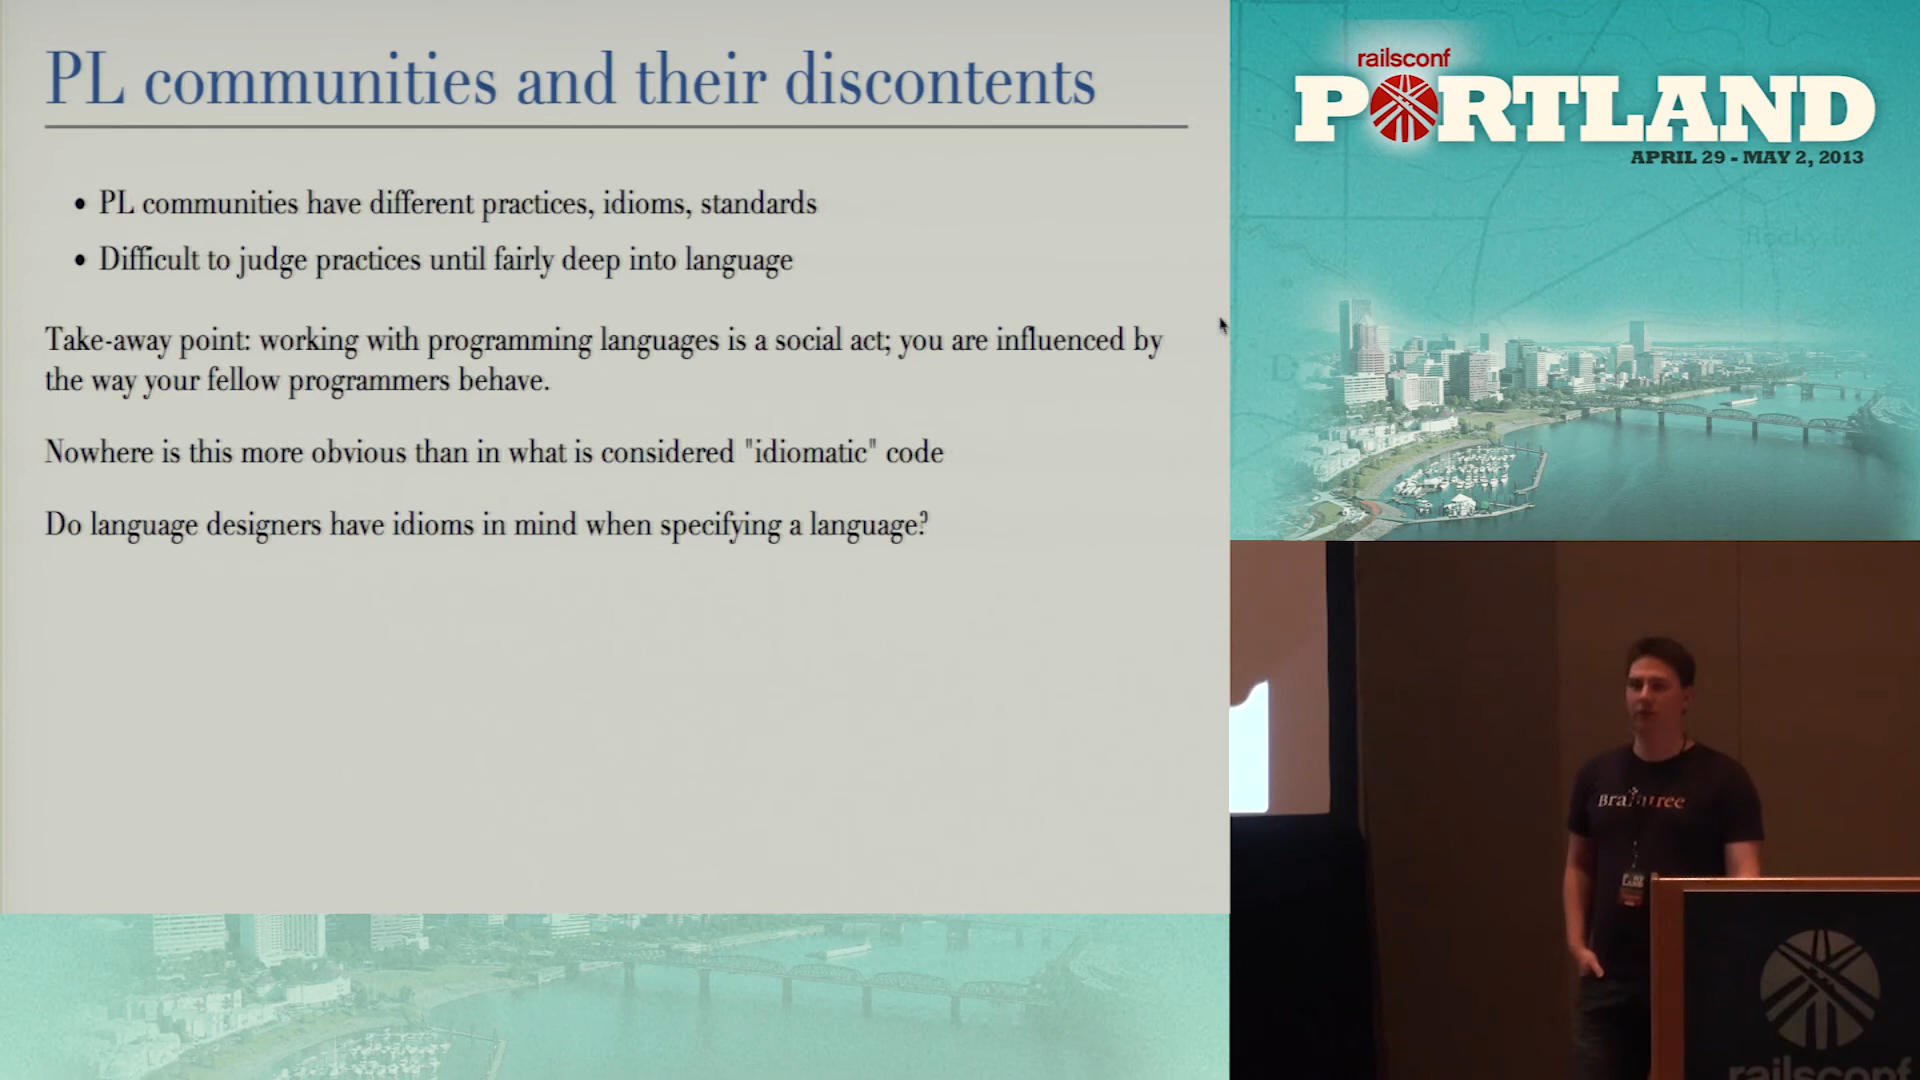 PL communities and their discontents
• PL communities have different practices, idioms, standards
• Difficult to judge practices until fairly deep into language
Take-away point: working with programming languages is a social act; you are influenced by
the way your fellow programmers behave.
Nowhere is this more obvious than in what is considered "idiomatic" code
Do language designers have idioms in mind when specifying a language?
railsconf
PORTLAND
APRIL 29 - MAY 2, 2013
Braintree
railsconf